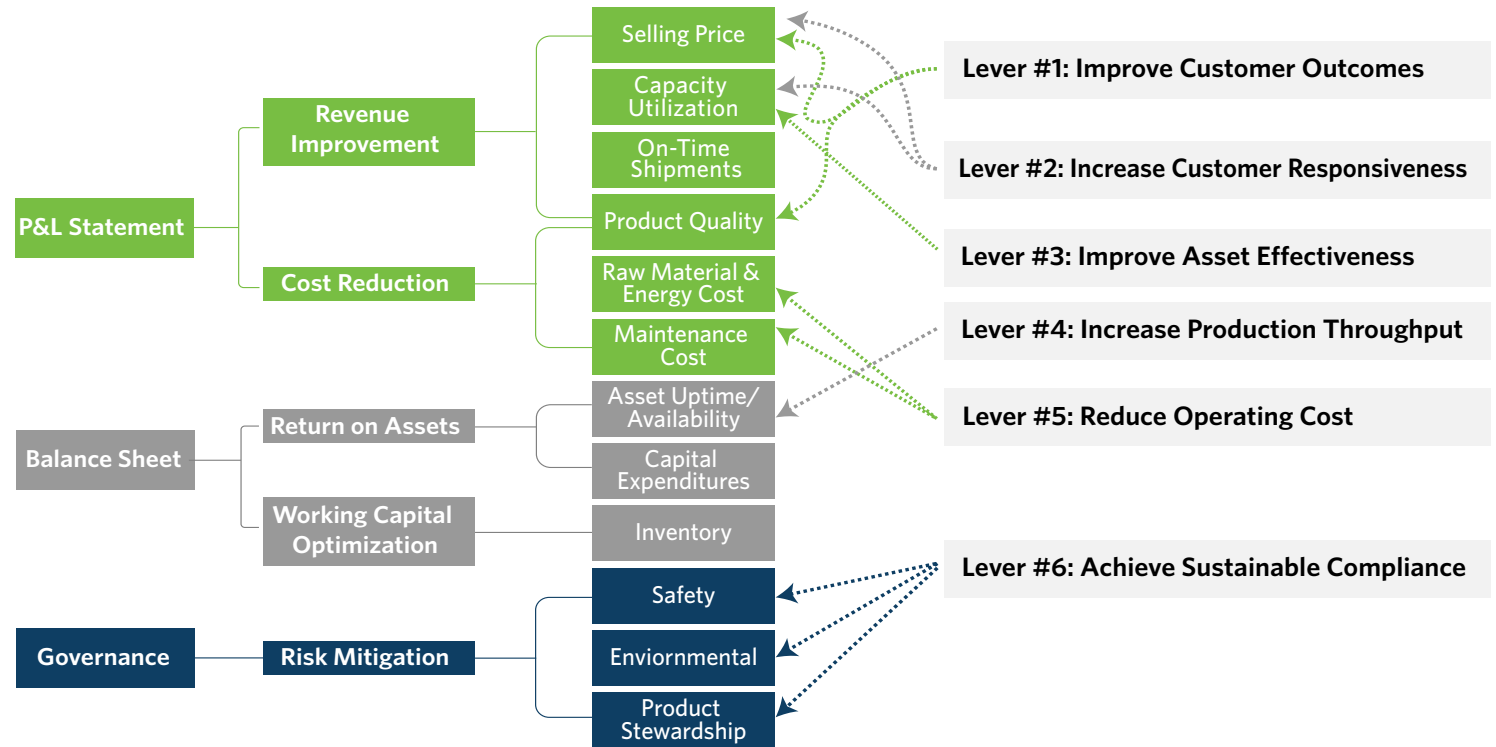 P&L Statement
Revenue
Improvement
Cost Reduction
Selling Price
Capacity
Utilization
On-Time
Shipments
Product Quality
Raw Material &
Energy Cost
Maintenance
Cost
Balance Sheet
Return on Assets
Working Capital
Optimization
Asset Uptime/
Availability
Capital
Expenditures
Inventory
Governance
Risk Mitigation
Safety
Enviornmental
Product
Stewardship
Lever #1: Improve Customer Outcomes
Lever #2: Increase Customer Responsiveness
Lever #3: Improve Asset Effectiveness
Lever #4: Increase Production Throughput
Lever #5: Reduce Operating Cost
Lever #6: Achieve Sustainable Compliance